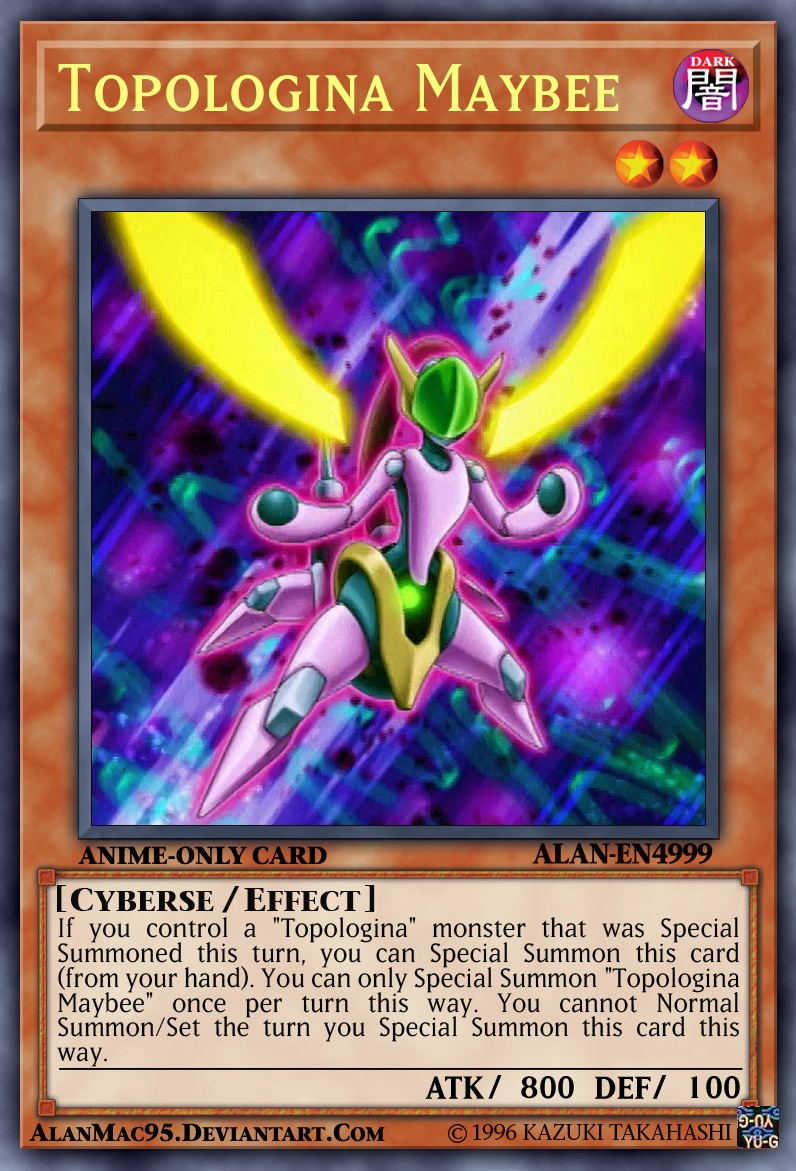 Topologina Maybee
DARK
闇
ANIME-ONLY CARD
ALAN-EN4999
[Cyberse / Effect]
If you control a "Topologina" monster that was Special
Summoned this turn, you can Special Summon this card
(from your hand). You can only Special Summon "Topologina
Maybee" once per turn this way. You cannot Normal
Summon/Set the turn you Special Summon this card this
way.
ATK/ 800 DEF/ 100
AlanMac95.Deviantart.Com
© 1996 KAZUKI TAKAHASHI